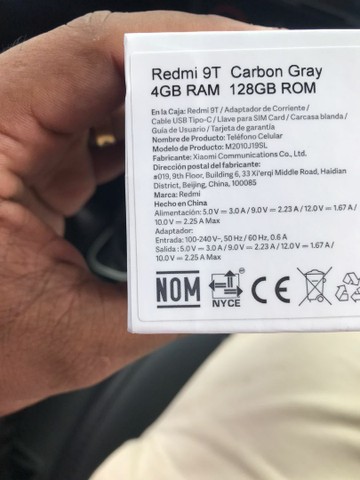 Redmi 9T Carbon Gray
4GB RAM 128GB ROM
En la Caja: Redmi 9T / Adaptador de Corriente /
Cable USB Tipo-C / Llave para SIM Card / Carcasa blanda /
Guía de Usuario / Tarjeta de garantía
Nombre de Producto: Teléfono Celular
Modelo de Producto: M2010J19SL
Fabricante: Xiaomi Communications Co., Ltd.
Dirección postal del fabricante:
#019, 9th Floor, Building 6, 33 Xi'erqi Middle Road, Haidian
District, Beijing, China, 100085
Marca: Redmi
Hecho en China
Alimentación: 5.0 V ⎓ 3.0 A / 9.0 V ⎓ 2.23 A / 12.0 V ⎓ 1.67 A /
10.0 V ⎓ 2.25 A Max
Adaptador:
Entrada: 100-240 V~, 50 Hz / 60 Hz, 0.6 A
Salida: 5.0 V ⎓ 3.0 A / 9.0 V ⎓ 2.23 A / 12.0 V ⎓ 1.67 A /
10.0 V ⎓ 2.25 A Max
NOM NYCE CE